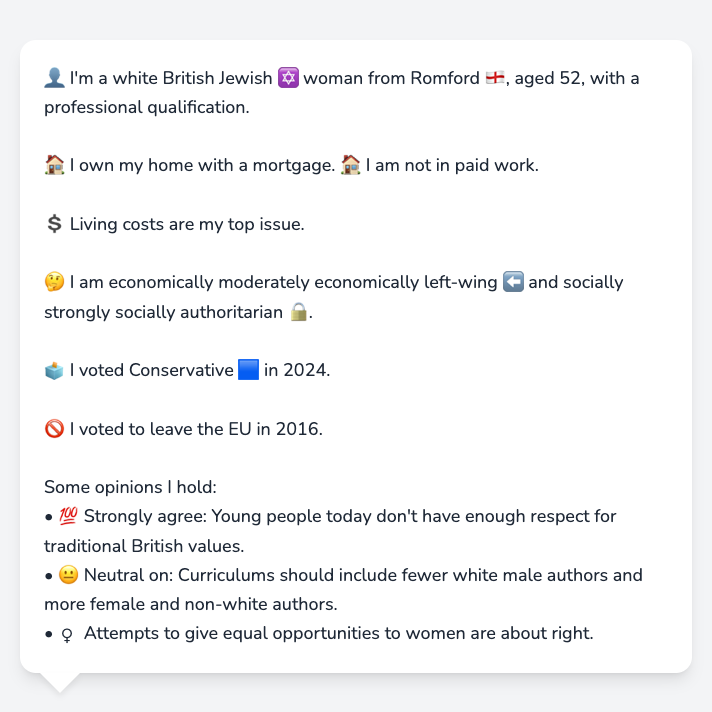 👤 I'm a white British Jewish ✡️ woman from Romford 🏴󠁧󠁢󠁥󠁮󠁧󠁿, aged 52, with a
professional qualification.
🏠 I own my home with a mortgage. 🏠 I am not in paid work.
💲 Living costs are my top issue.
🤔 I am economically moderately economically left-wing ⬅️ and socially
strongly socially authoritarian 🔒.
🗳️ I voted Conservative 🟦 in 2024.
🚫 I voted to leave the EU in 2016.
Some opinions I hold:
• 💯 Strongly agree: Young people today don't have enough respect for
traditional British values.
• 😐 Neutral on: Curriculums should include fewer white male authors and
more female and non-white authors.
• ♀ Attempts to give equal opportunities to women are about right.